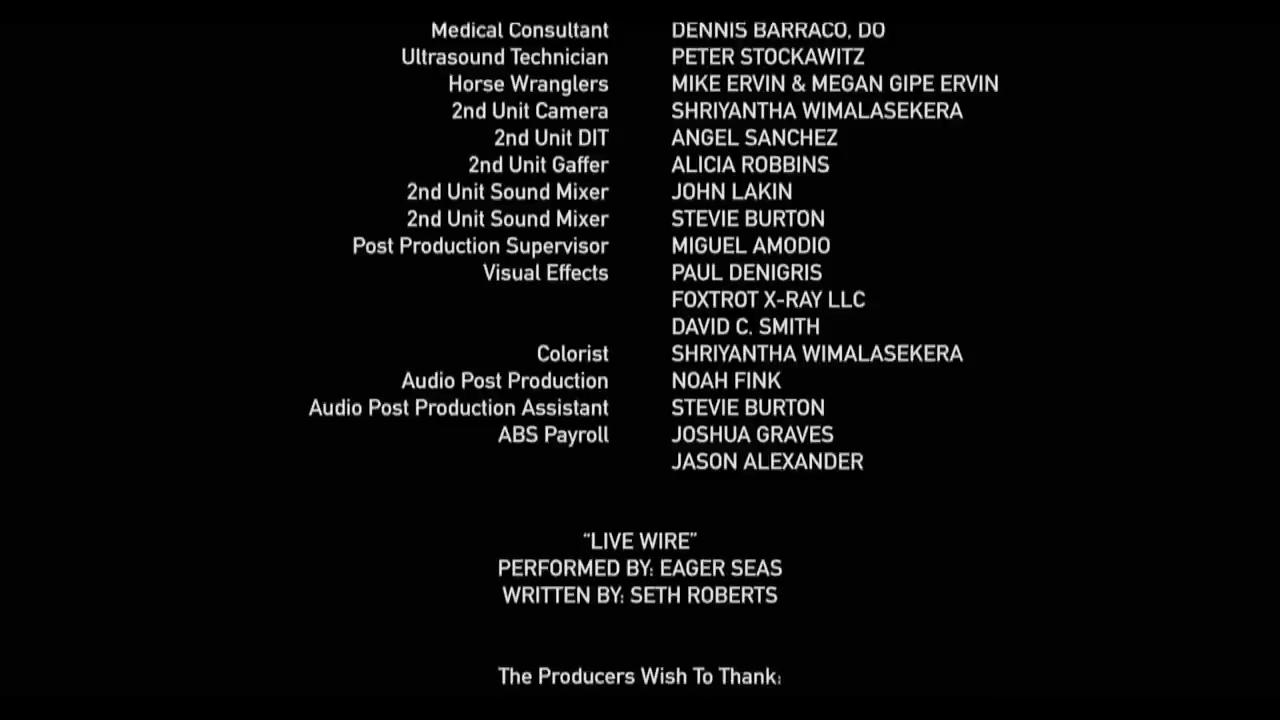 Medical Consultant DENNIS BARRACO, DO
Ultrasound Technician PETER STOCKAWITZ
Horse Wranglers MIKE ERVIN & MEGAN GIPE ERVIN
2nd Unit Camera SHRIYANTHA WIMALASEKERA
2nd Unit DIT ANGEL SANCHEZ
2nd Unit Gaffer ALICIA ROBBINS
2nd Unit Sound Mixer JOHN LAKIN
2nd Unit Sound Mixer STEVIE BURTON
Post Production Supervisor MIGUEL AMODIO
Visual Effects PAUL DENIGRIS
FOXTROT X-RAY LLC
DAVID C. SMITH
Colorist SHRIYANTHA WIMALASEKERA
Audio Post Production NOAH FINK
Audio Post Production Assistant STEVIE BURTON
ABS Payroll JOSHUA GRAVES
JASON ALEXANDER
“LIVE WIRE”
PERFORMED BY: EAGER SEAS
WRITTEN BY: SETH ROBERTS
The Producers Wish To Thank: